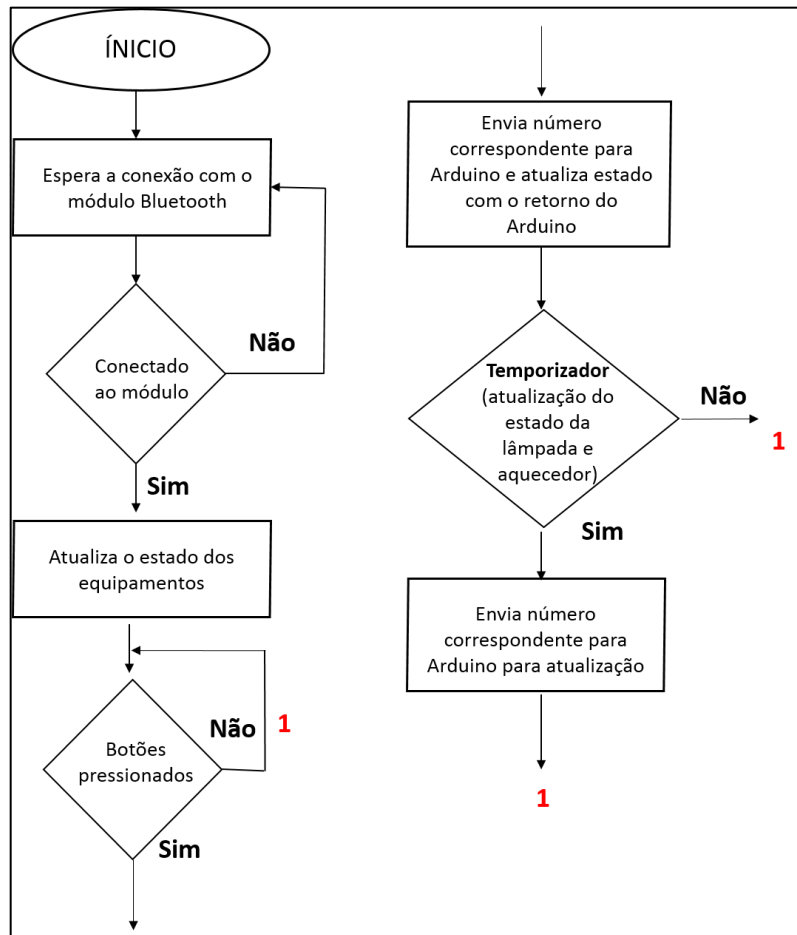 ÍNICIO
Espera a conexão com o
módulo Bluetooth
Não
Conectado
ao módulo
Sim
Atualiza o estado dos
equipamentos
Não
1
Botões
pressionados
Sim
Envia número
correspondente para
Arduino e atualiza estado
com o retorno do
Arduino
Temporizador
(atualização do
estado da
lâmpada e
aquecedor)
Não
1
Sim
Envia número
correspondente para
Arduino para atualização
1